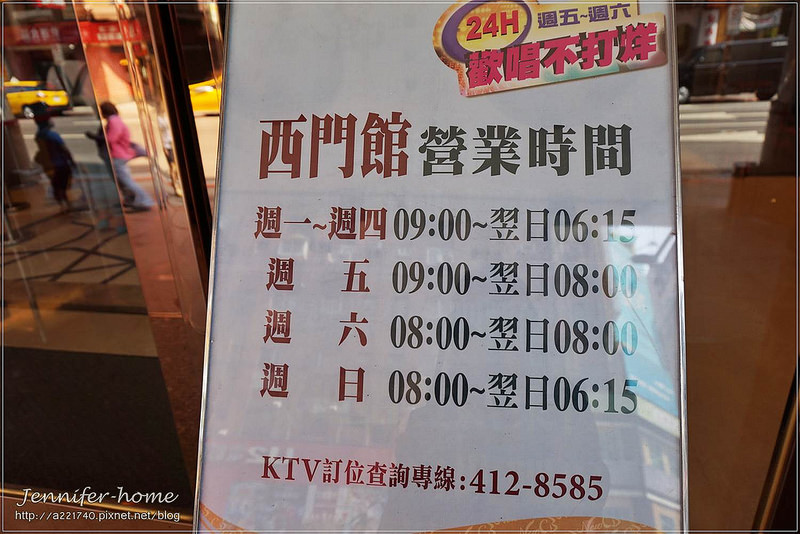 24H 週五~週六
歡唱不打烊
西門館營業時間
週一~週四 09:00~翌日06:15
週 五 09:00~翌日08:00
週 六 08:00~翌日08:00
週 日 08:00~翌日06:15
KTV訂位查詢專線:412-8585
Jennifer-home
http://a221740.pixnet.net/blog